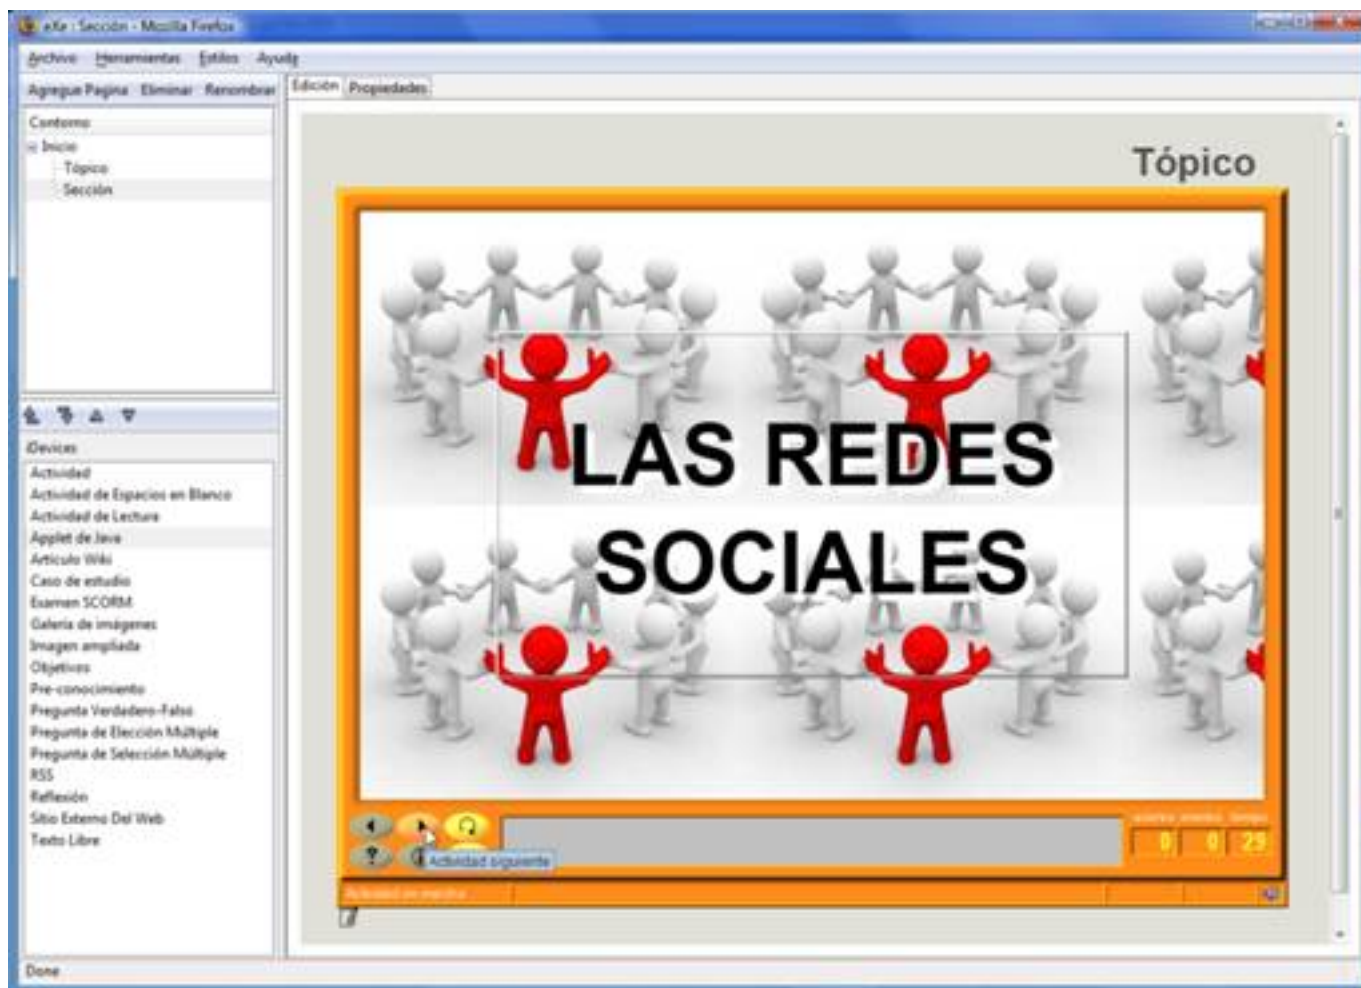 eXe : Sección - Mozilla Firefox
Archivo Herramientas Estilos Ayuda
Agregue Pagina Eliminar Renombrar
Edición Propiedades
Contorno
Inicio
Tópico
Sección
Tópico
LAS REDES
SOCIALES
iDevices
Actividad
Actividad de Espacios en Blanco
Actividad de Lectura
Applet de Java
Articulo Wiki
Caso de estudio
Examen SCORM
Galeria de imágenes
Imagen ampliada
Objetivos
Pre-conocimiento
Pregunta Verdadero-Falso
Pregunta de Elección Múltiple
Pregunta de Selección Múltiple
RSS
Reflexión
Sitio Externo Del Web
Texto Libre
Actividad siguiente
0 0 29
Done